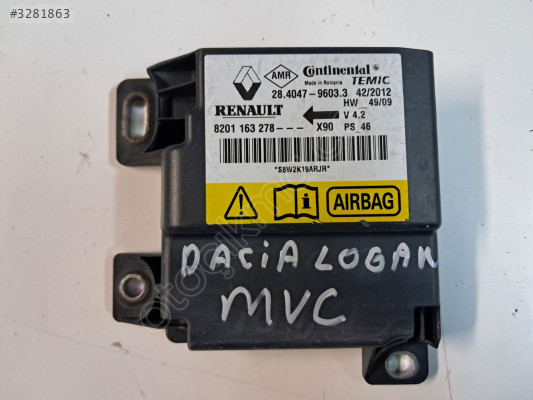 #3281863
AMR Continental TEMIC
Made in Romania
28.4047-9603.3 42/2012
HW 49/09
RENAULT V 4.2
8201 163 278--- X90 PS 46
*S8W2K19ARJR*
AIRBAG
DACIA LOGAN
MVC